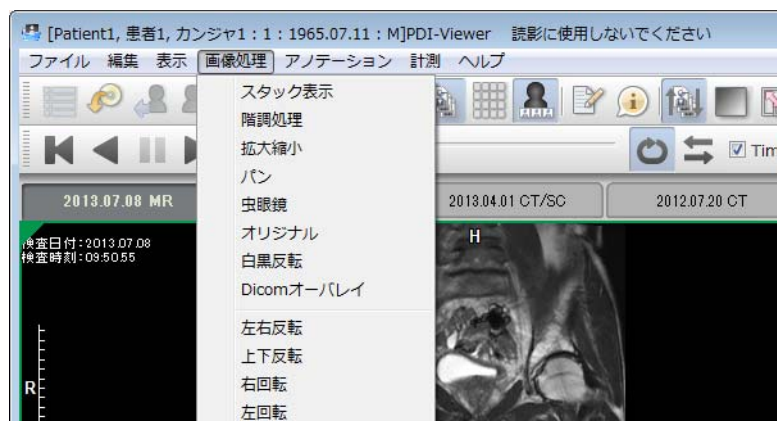 [Patient1, 患者1, カンジャ1 : 1 : 1965.07.11 : M]PDI-Viewer 読影に使用しないでください
ファイル 編集 表示 画像処理 アノテーション 計測 ヘルプ
スタック表示
階調処理
拡大縮小
パン
虫眼鏡
オリジナル
白黒反転
Dicomオーバレイ
左右反転
上下反転
右回転
左回転
Tim
2013.07.08 MR
2013.04.01 CT/SC
2012.07.20 CT
検査日付:2013.07.08
検査時刻:09:50:55
H
R